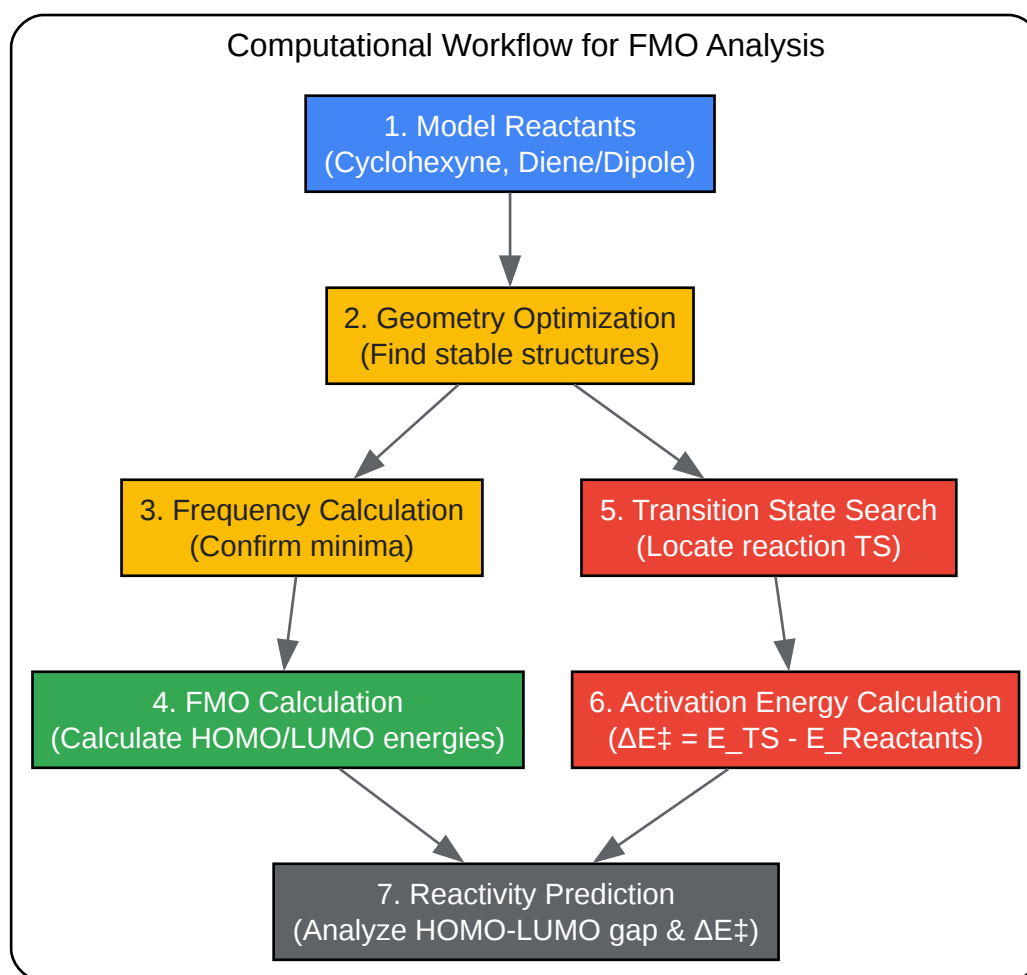 Computational Workflow for FMO Analysis
1. Model Reactants
(Cyclohexyne, Diene/Dipole)
2. Geometry Optimization
(Find stable structures)
3. Frequency Calculation
(Confirm minima)
5. Transition State Search
(Locate reaction TS)
4. FMO Calculation
(Calculate HOMO/LUMO energies)
6. Activation Energy Calculation
(ΔE‡ = E_TS - E_Reactants)
7. Reactivity Prediction
(Analyze HOMO-LUMO gap & ΔE‡)